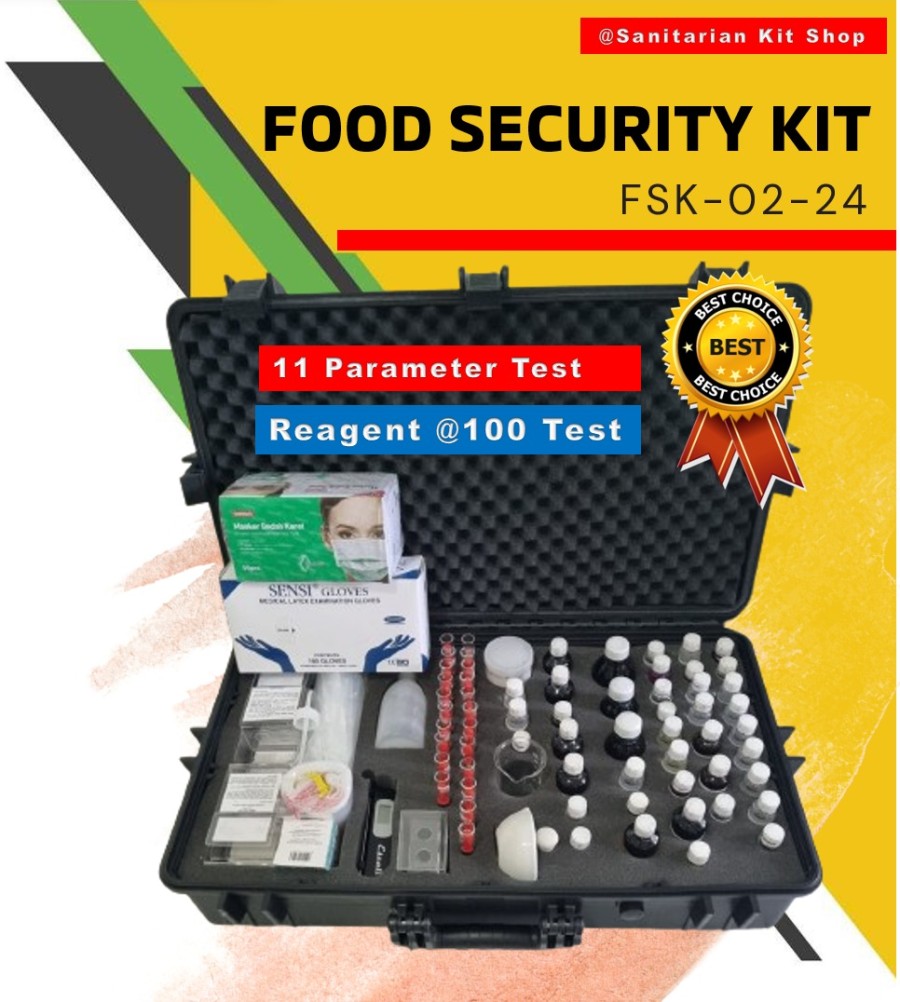 @Sanitarian Kit Shop
FOOD SECURITY KIT
FSK-02-24
BEST CHOICE
BEST
BEST CHOICE
11 Parameter Test
Reagent @100 Test
SENSI GLOVES
MEDICAL LATEX EXAMINATION GLOVES
100 GLOVES